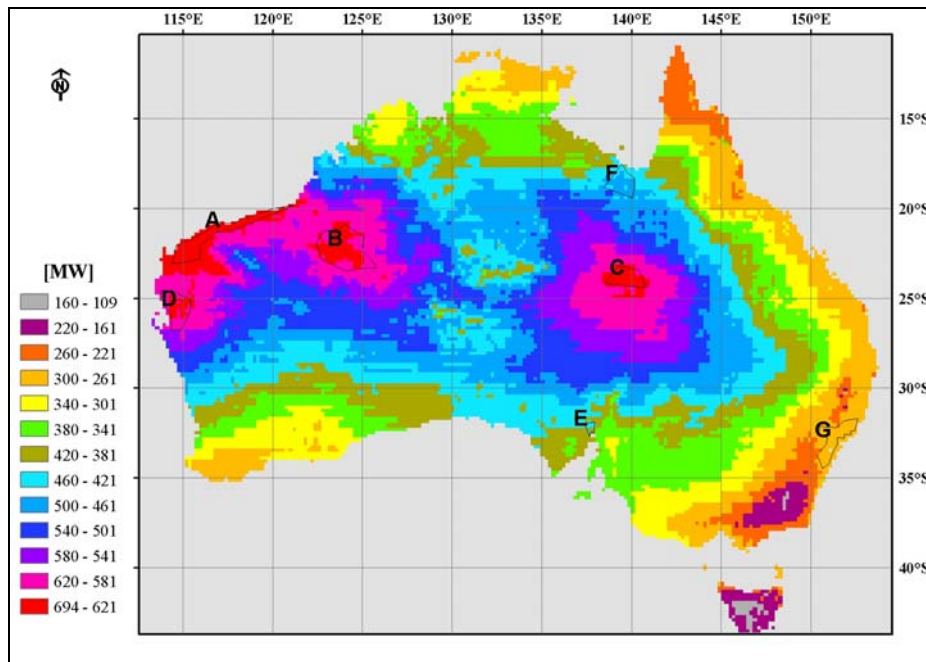 115°E 120°E 125°E 130°E 135°E 140°E 145°E 150°E
N
15°S
F
20°S
A
B
[MW]
C
160 - 109
D
25°S
220 - 161
260 - 221
300 - 261
30°S
340 - 301
E
G
380 - 341
420 - 381
35°S
460 - 421
500 - 461
540 - 501
40°S
580 - 541
620 - 581
694 - 621